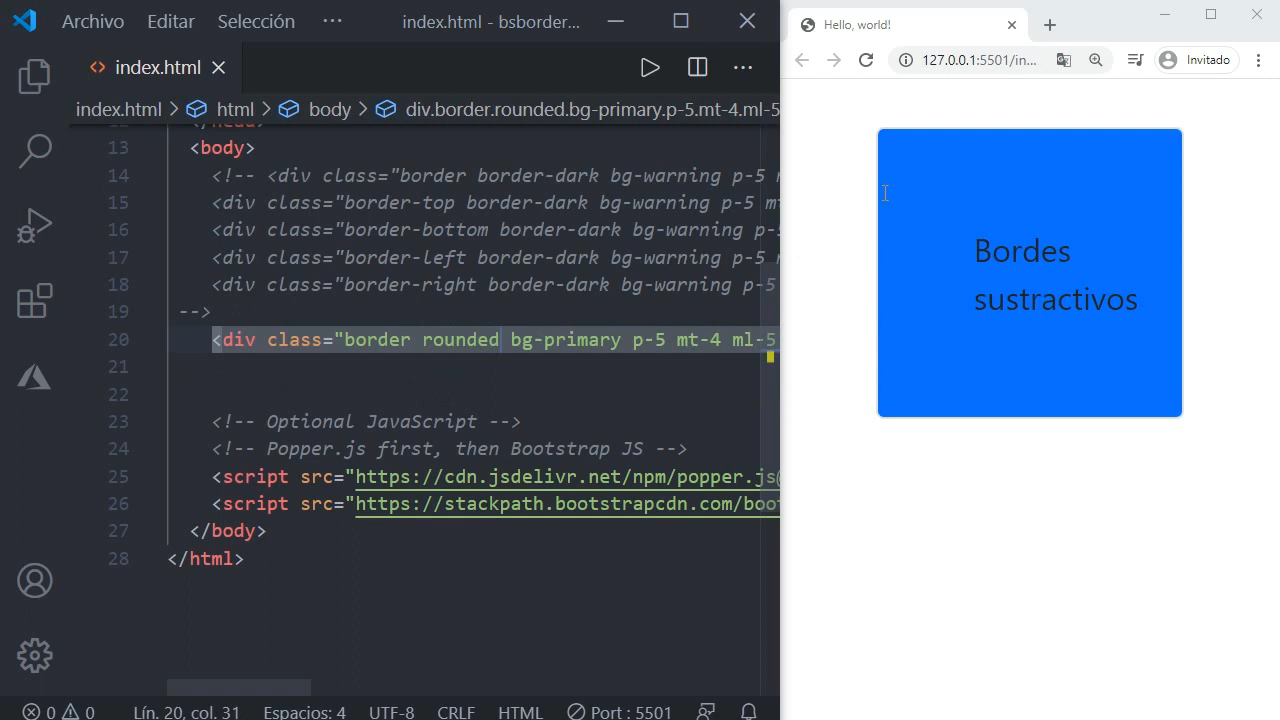 Archivo Editar Selección ··· index.html - bsborder...
index.html
index.html > html > body > div.border.rounded.bg-primary.p-5.mt-4.ml-5
13 <body>
14 <!-- <div class="border border-dark bg-warning p-5
15 <div class="border-top border-dark bg-warning p-5 mt
16 <div class="border-bottom border-dark bg-warning p-5
17 <div class="border-left border-dark bg-warning p-5
18 <div class="border-right border-dark bg-warning p-5
19 -->
20 <div class="border rounded bg-primary p-5 mt-4 ml-5
21
22
23 <!-- Optional JavaScript -->
24 <!-- Popper.js first, then Bootstrap JS -->
25 <script src="https://cdn.jsdelivr.net/npm/popper.js@
26 <script src="https://stackpath.bootstrapcdn.com/boot
27 </body>
28 </html>
0 0 Lín. 20, col. 31 Espacios: 4 UTF-8 CRLF HTML Port : 5501
Hello, world!
127.0.0.1:5501/in... Invitado
Bordes
sustractivos